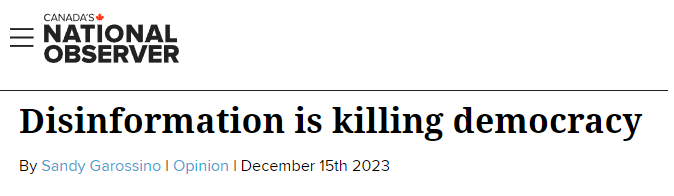 CANADA'S
NATIONAL
OBSERVER
Disinformation is killing democracy
By Sandy Garossino | Opinion | December 15th 2023